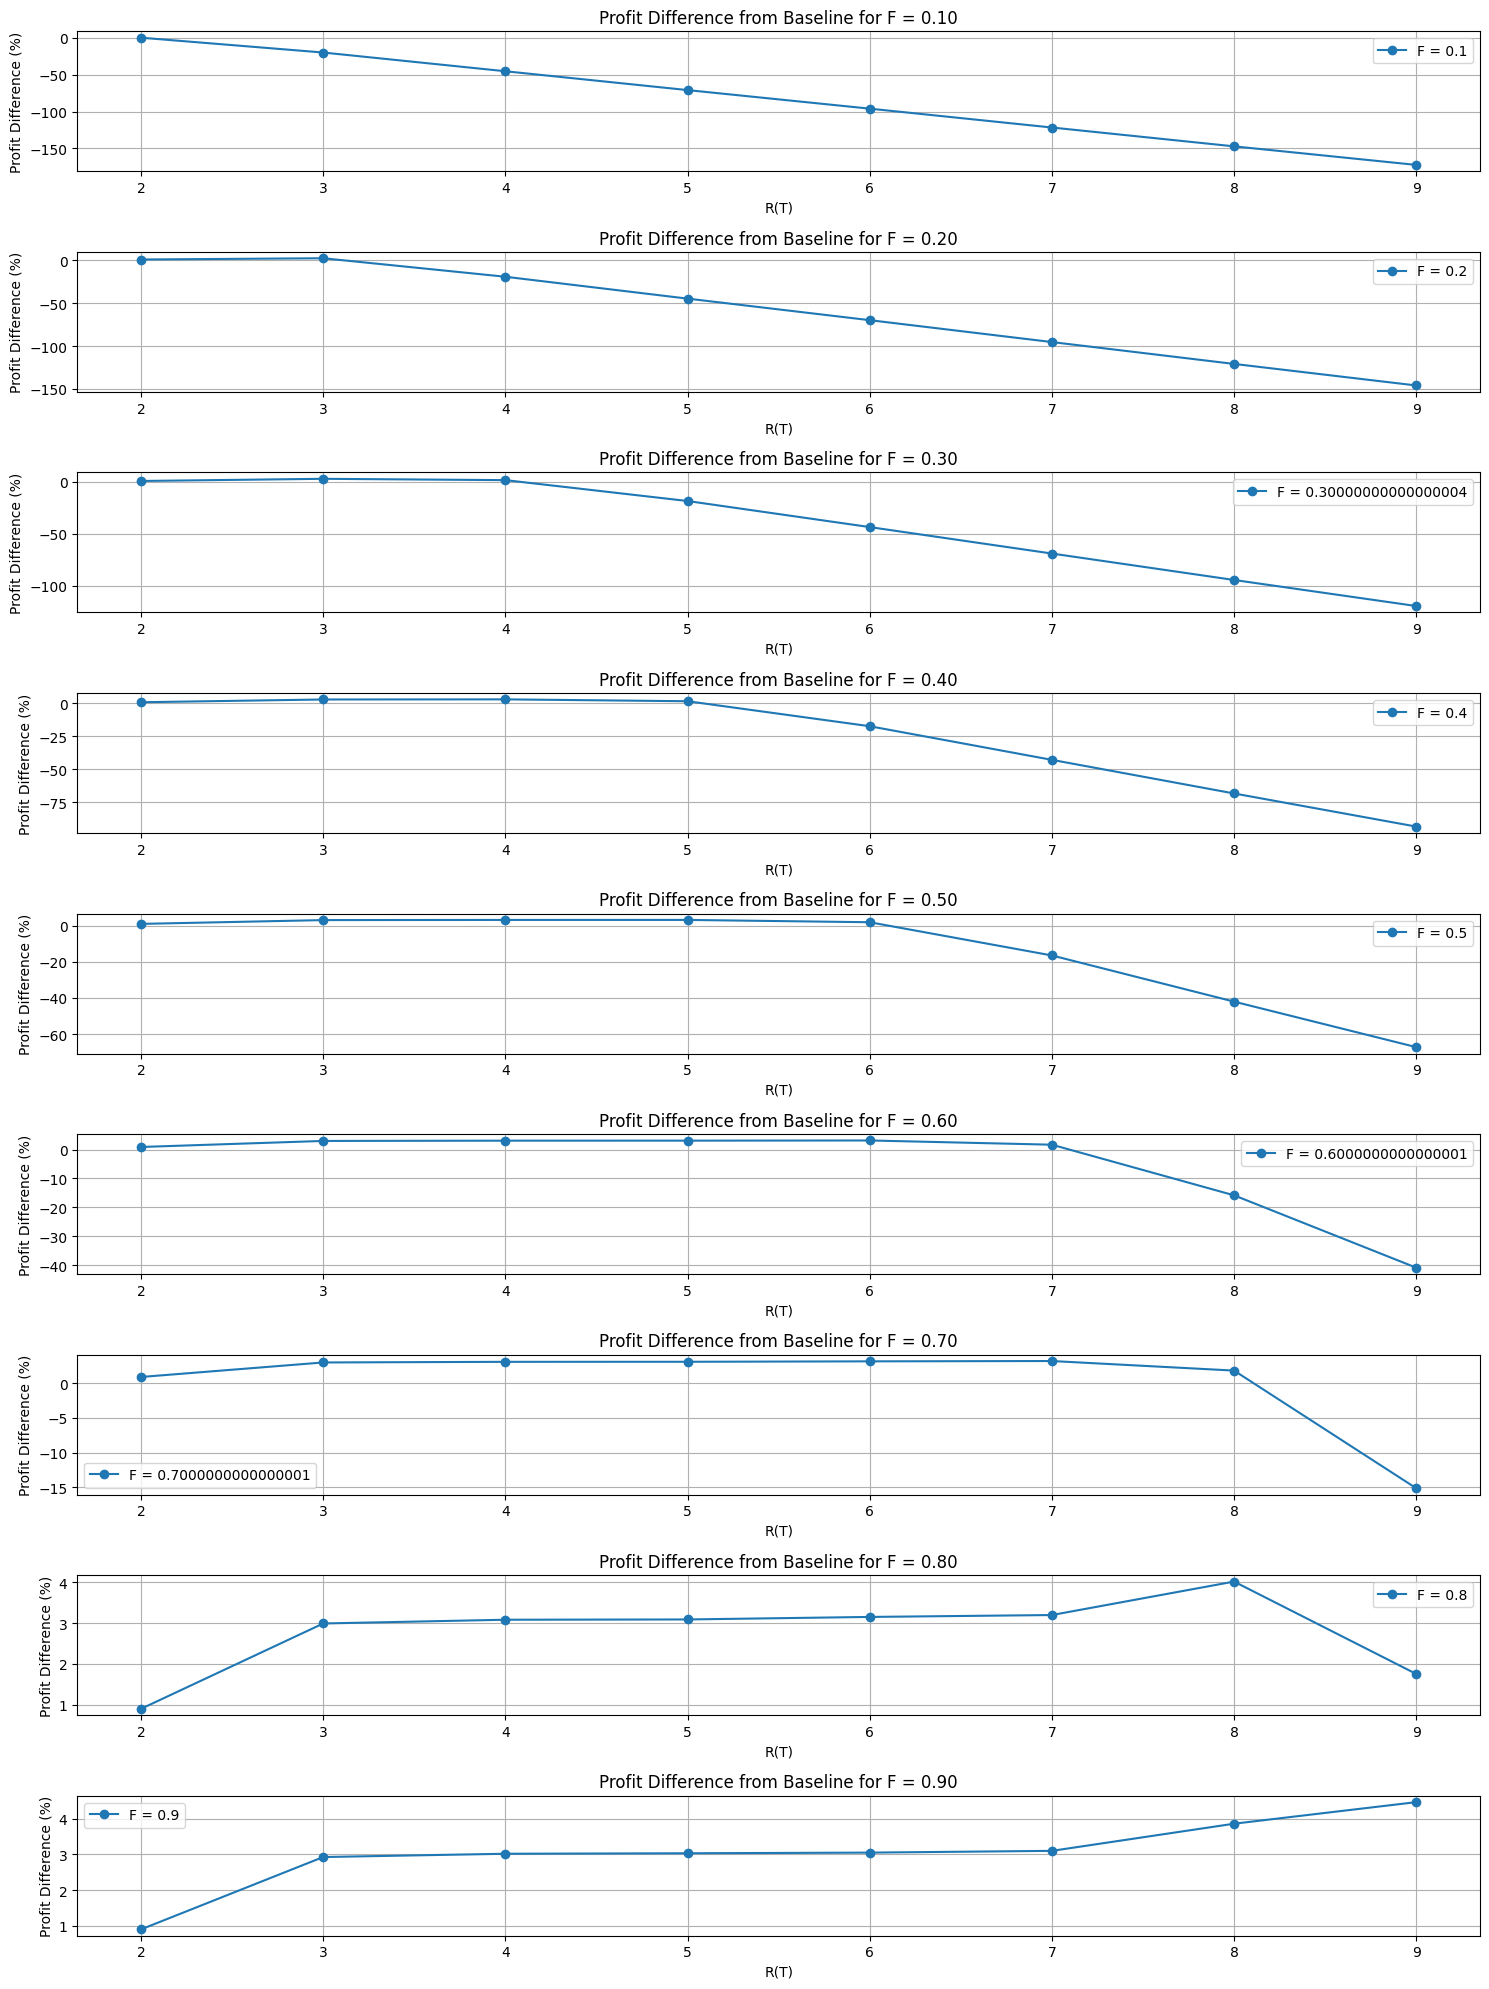 Profit Difference from Baseline for F = 0.10
Profit Difference (%)
0
−50
−100
−150
F = 0.1
2 3 4 5 6 7 8 9
R(T)
Profit Difference from Baseline for F = 0.20
Profit Difference (%)
0
−50
−100
−150
F = 0.2
2 3 4 5 6 7 8 9
R(T)
Profit Difference from Baseline for F = 0.30
Profit Difference (%)
0
−50
−100
F = 0.30000000000000004
2 3 4 5 6 7 8 9
R(T)
Profit Difference from Baseline for F = 0.40
Profit Difference (%)
0
−25
−50
−75
F = 0.4
2 3 4 5 6 7 8 9
R(T)
Profit Difference from Baseline for F = 0.50
Profit Difference (%)
0
−20
−40
−60
F = 0.5
2 3 4 5 6 7 8 9
R(T)
Profit Difference from Baseline for F = 0.60
Profit Difference (%)
0
−10
−20
−30
−40
F = 0.6000000000000001
2 3 4 5 6 7 8 9
R(T)
Profit Difference from Baseline for F = 0.70
Profit Difference (%)
0
−5
−10
−15
F = 0.7000000000000001
2 3 4 5 6 7 8 9
R(T)
Profit Difference from Baseline for F = 0.80
Profit Difference (%)
4
3
2
1
F = 0.8
2 3 4 5 6 7 8 9
R(T)
Profit Difference from Baseline for F = 0.90
Profit Difference (%)
4
3
2
1
F = 0.9
2 3 4 5 6 7 8 9
R(T)